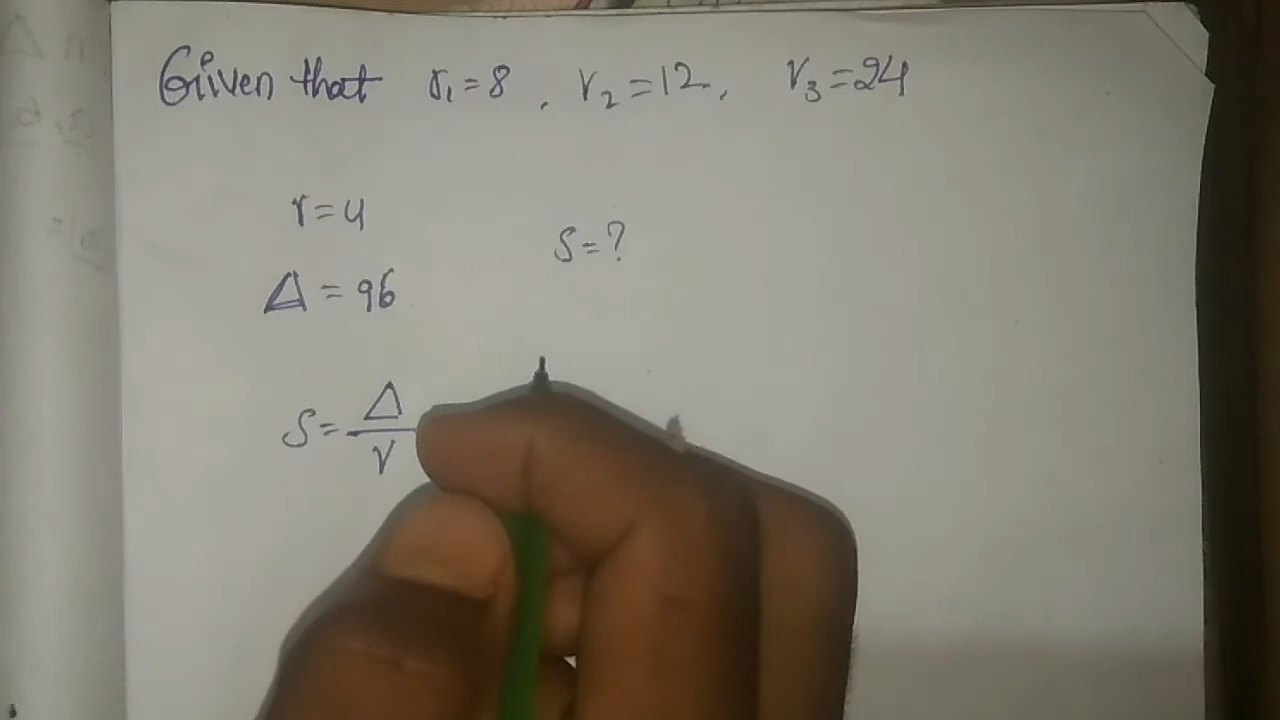 Given that r₁=8, r₂=12, r₃=24
r=4
S=?
Δ=96
S=Δ/r